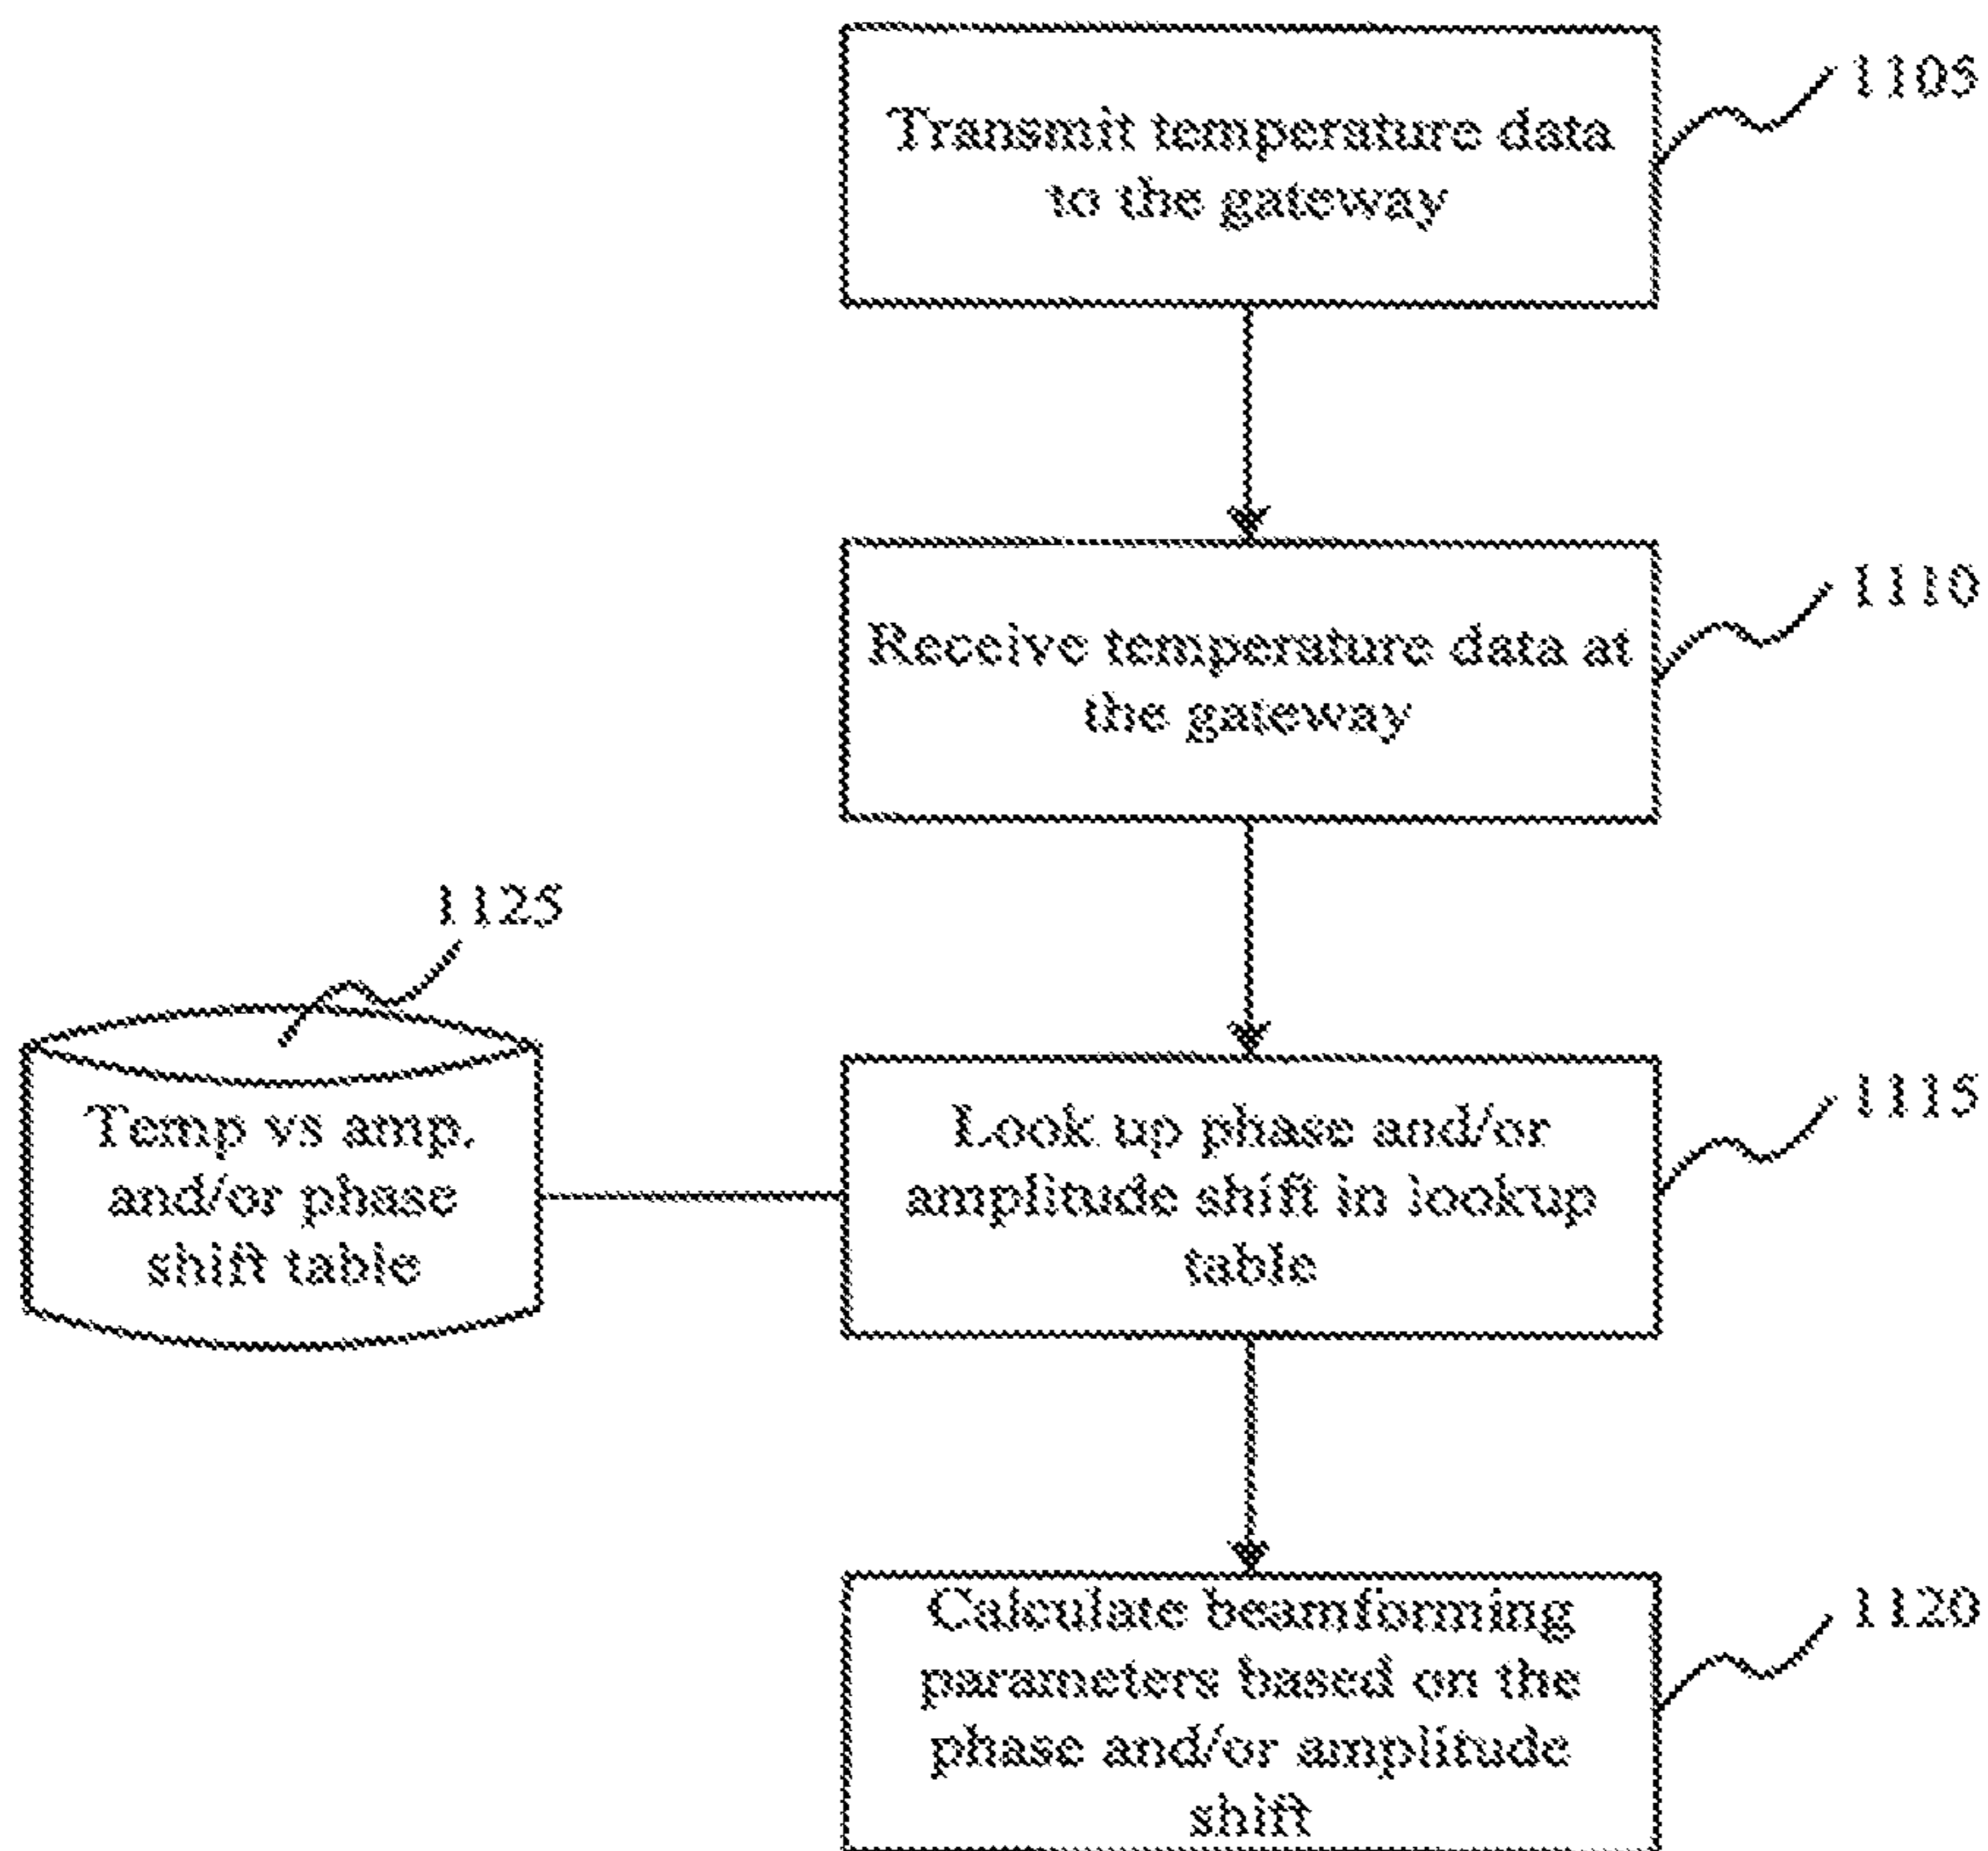 1105
Transmit temperature data
to the gateway
1110
Receive temperature data at
the gateway
1125
Temp vs amp.
and/or phase
shift table
1115
Look up phase and/or
amplitude shift in lookup
table
1120
Calculate beamforming
parameters based on the
phase and/or amplitude
shift